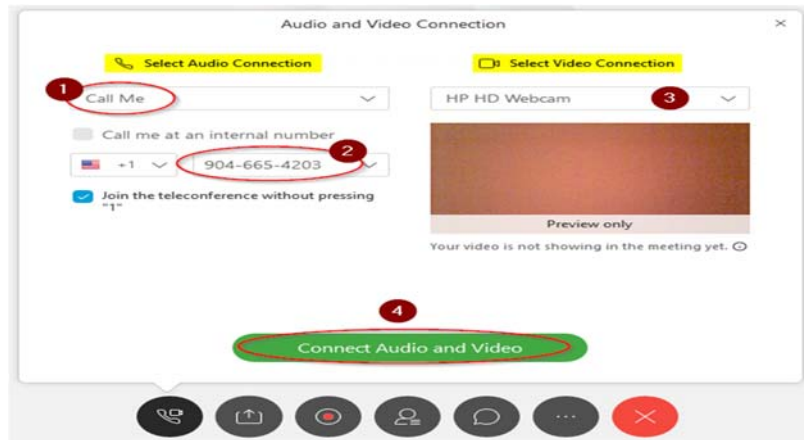 Audio and Video Connection
Select Audio Connection
Select Video Connection
1
Call Me
HP HD Webcam
3
Call me at an internal number
2
+1
904-665-4203
Join the teleconference without pressing
"1"
Preview only
Your video is not showing in the meeting yet.
4
Connect Audio and Video